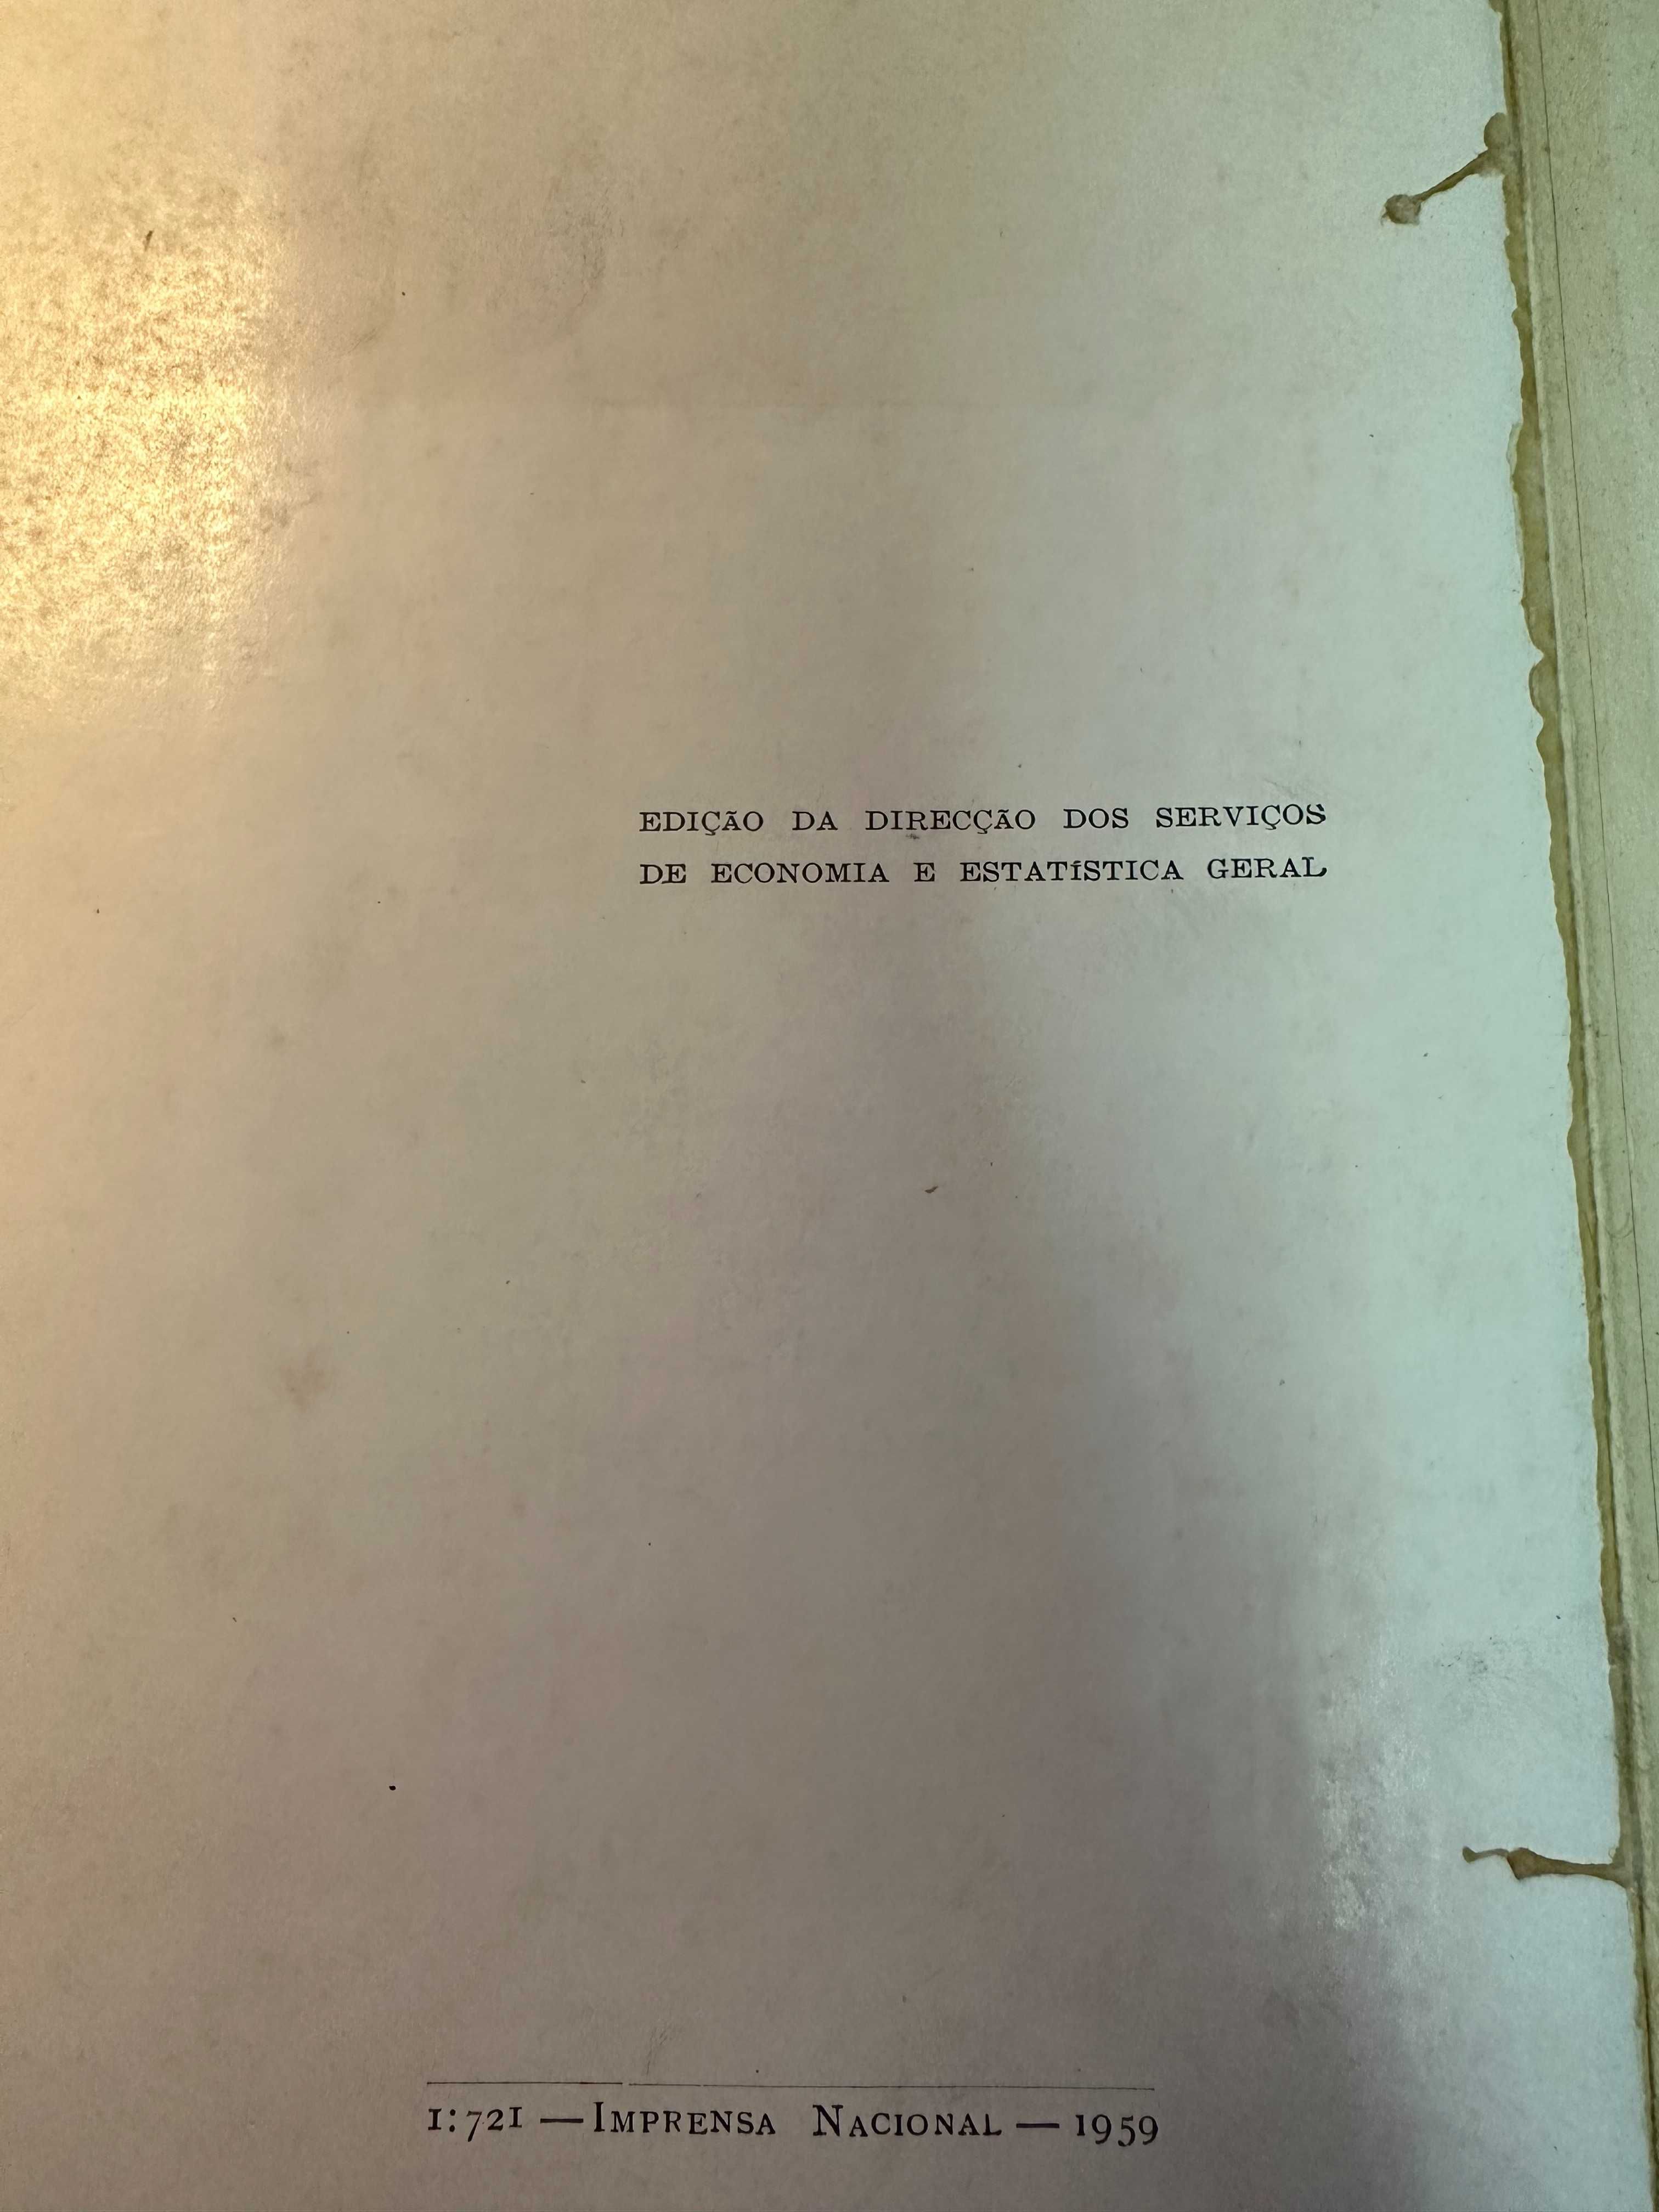 EDIÇÃO DA DIRECÇÃO DOS SERVIÇOS
DE ECONOMIA E ESTATÍSTICA GERAL
1:721 — IMPRENSA NACIONAL — 1959